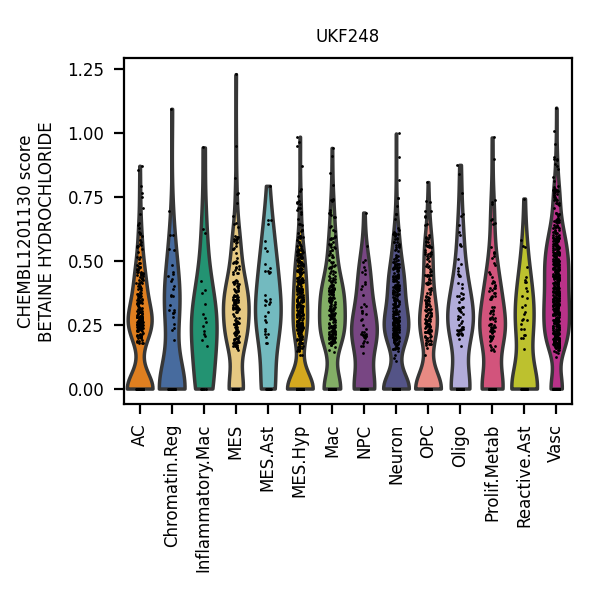 UKF248
CHEMBL1201130 score
BETAINE HYDROCHLORIDE
1.25
1.00
0.75
0.50
0.25
0.00
AC
Chromatin.Reg
Inflammatory.Mac
MES
MES.Ast
MES.Hyp
Mac
NPC
Neuron
OPC
Oligo
Prolif.Metab
Reactive.Ast
Vasc